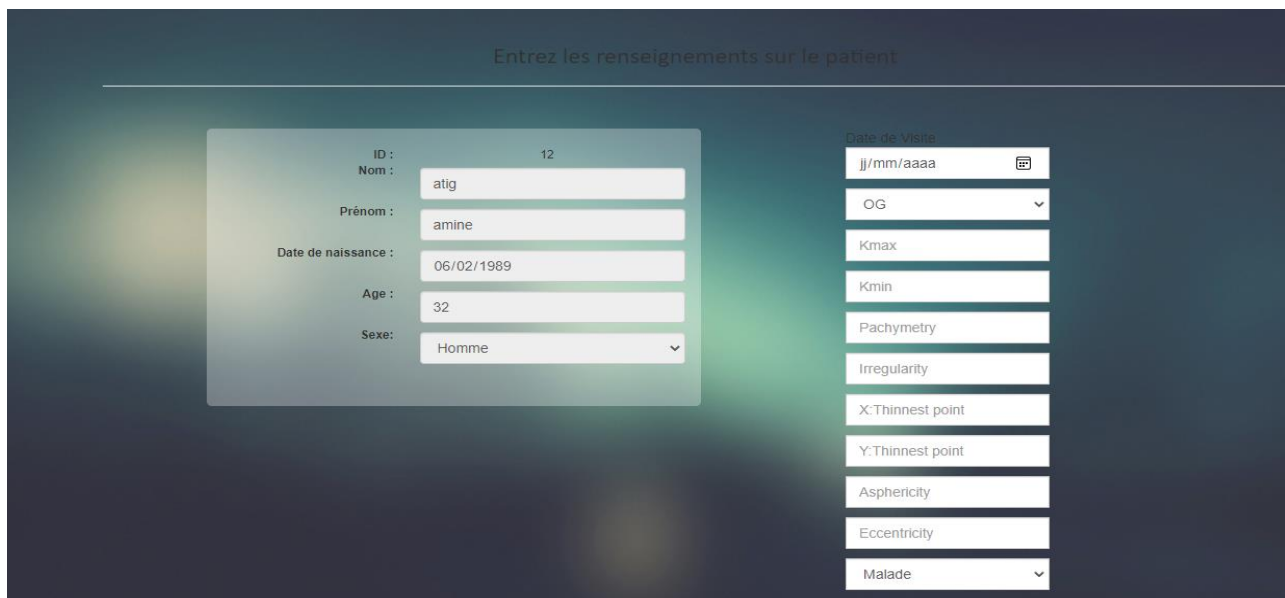 Entrez les renseignements sur le patient
ID : 12
Nom : atig
Prénom : amine
Date de naissance : 06/02/1989
Age : 32
Sexe: Homme
Date de Visite
jj/mm/aaaa
OG
Kmax
Kmin
Pachymetry
Irregularity
X:Thinnest point
Y:Thinnest point
Asphericity
Eccentricity
Malade